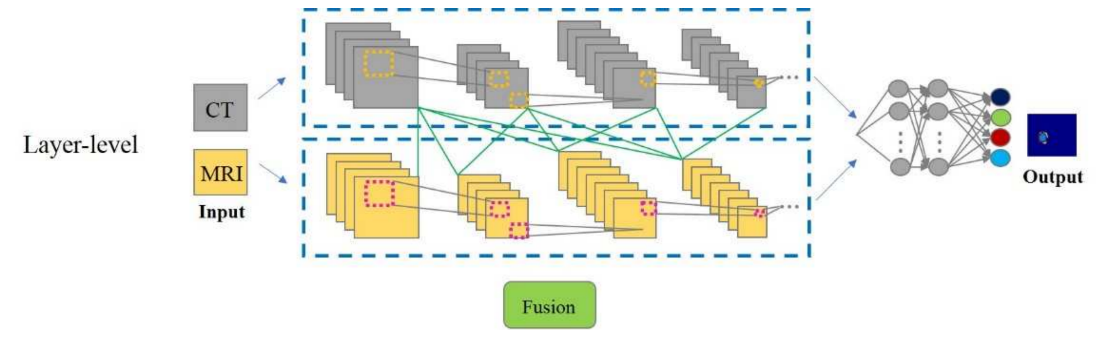 Layer-level
CT
MRI
Input
Output
Fusion